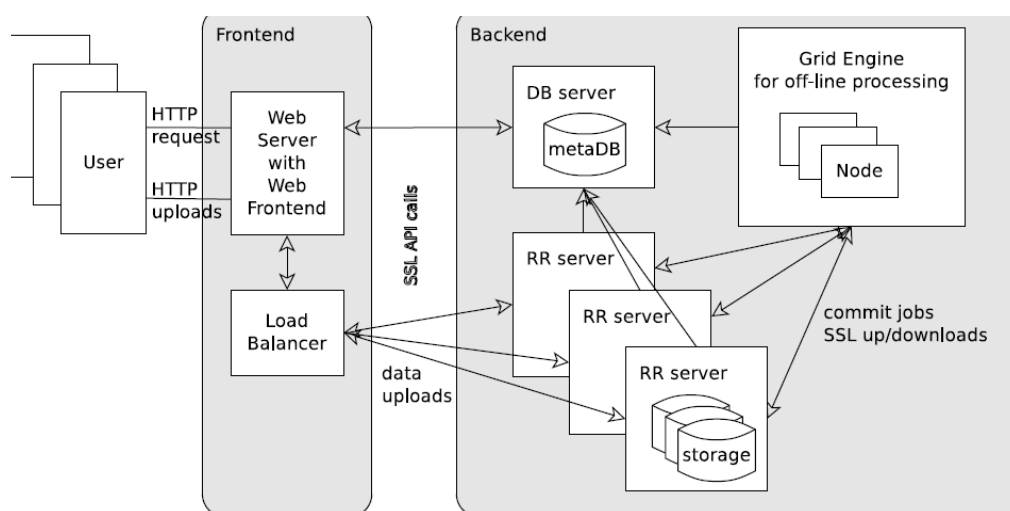 Frontend
Backend
User
HTTP
request
HTTP
uploads
Web
Server
with
Web
Frontend
Load
Balancer
SSL API calls
data
uploads
DB server
metaDB
Grid Engine
for off-line processing
Node
RR server
RR server
RR server
storage
commit jobs
SSL up/downloads